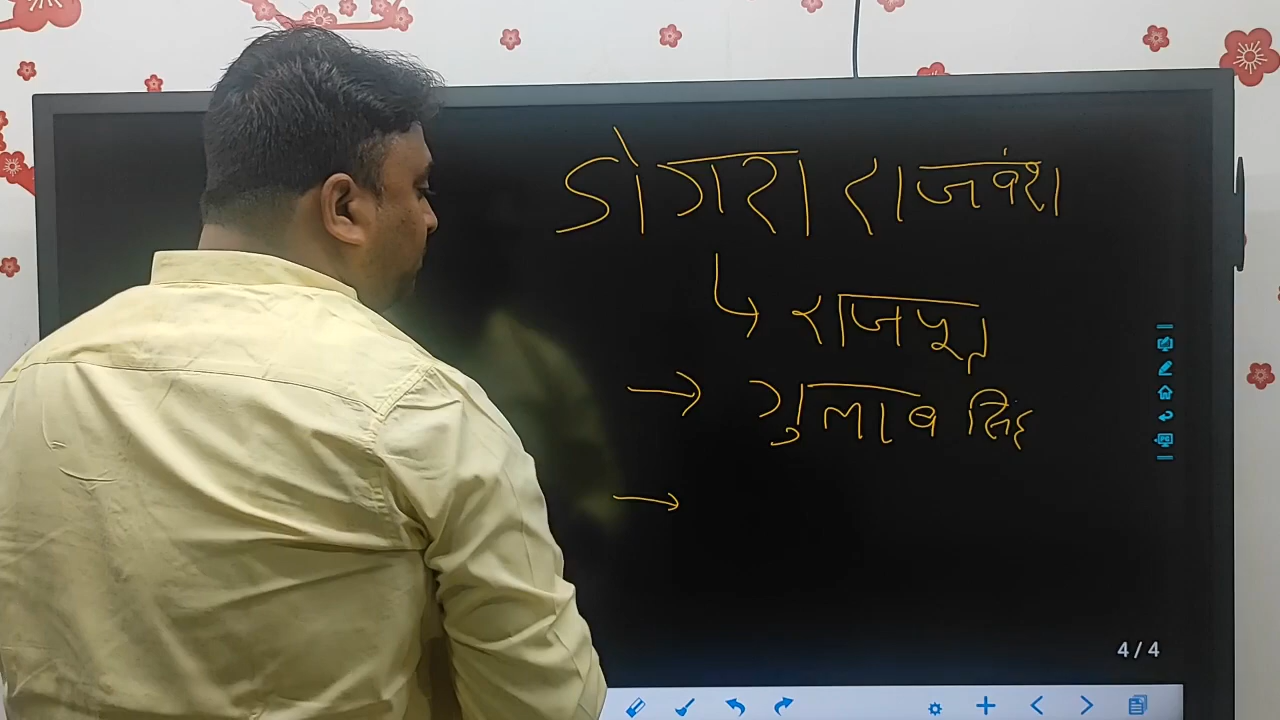 डोगरा राजवंश
↳ राजपूत
→ गुलाब सिंह
→
4 / 4